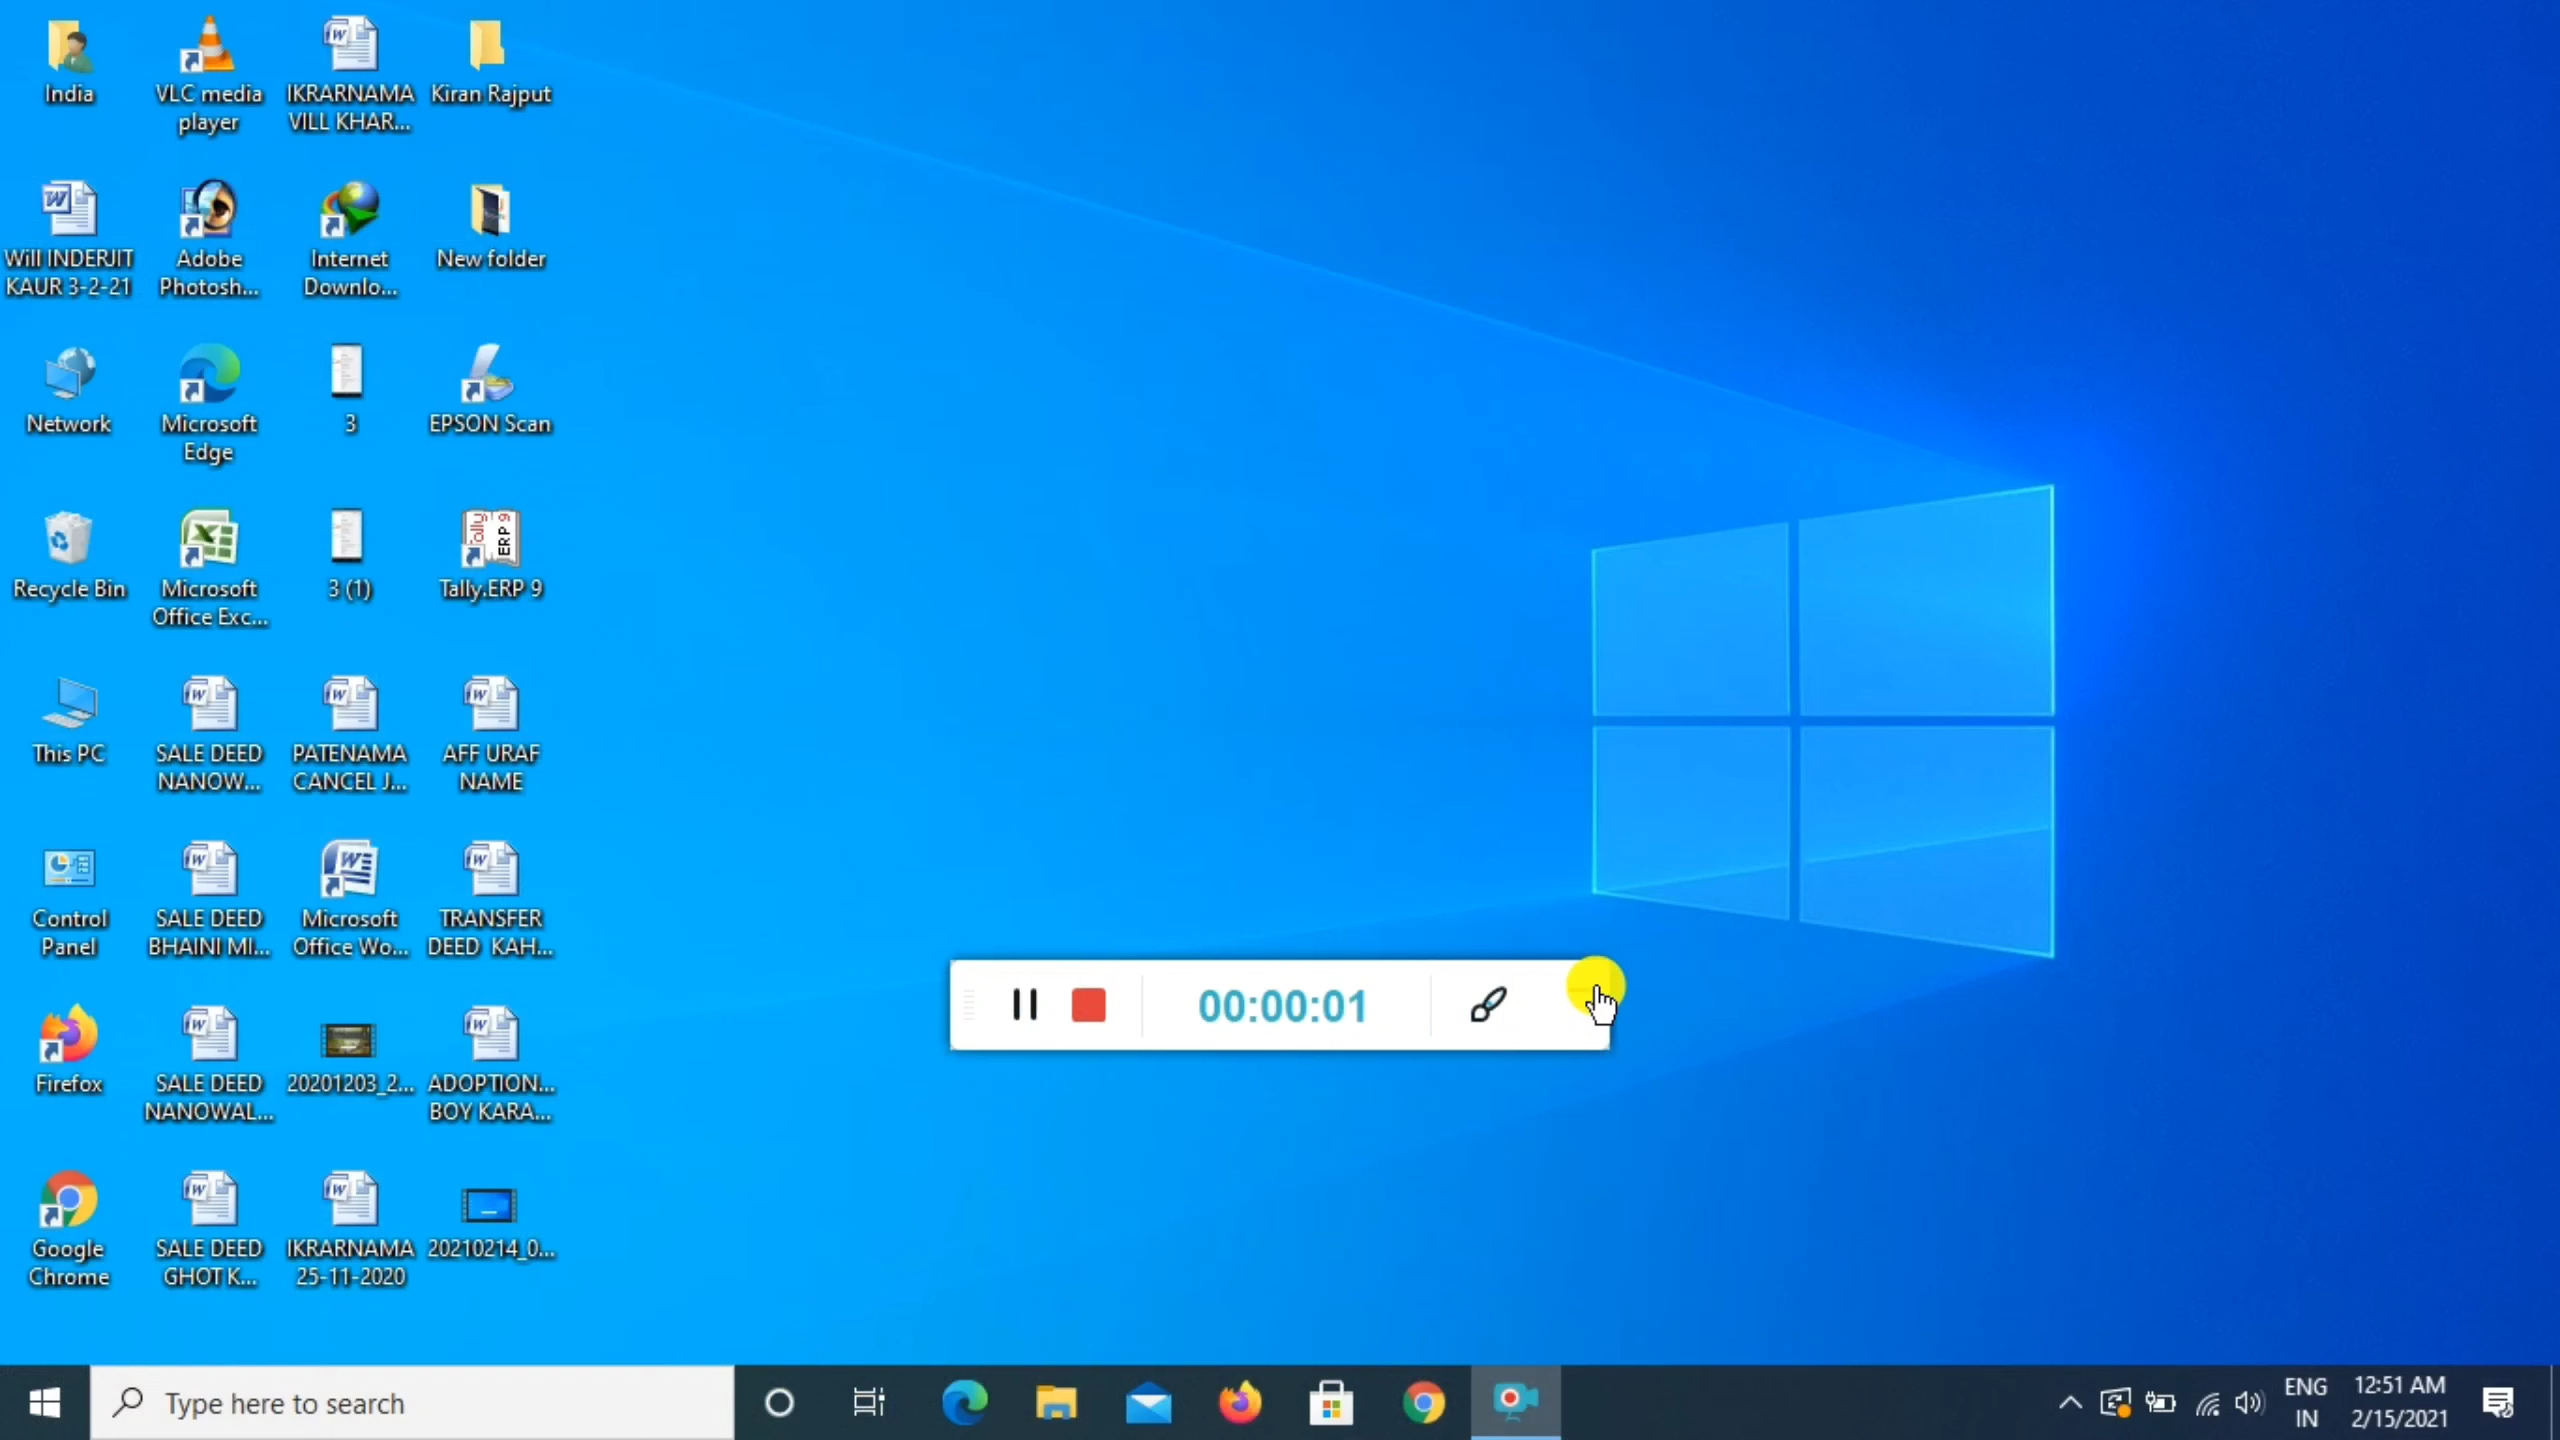 India
VLC media
player
IKRARNAMA
VILL KHAR...
Kiran Rajput
Will INDERJIT
KAUR 3-2-21
Adobe
Photosh...
Internet
Downlo...
New folder
Network
Microsoft
Edge
3
EPSON Scan
Recycle Bin
Microsoft
Office Exc...
3 (1)
Tally
ERP 9
Tally.ERP 9
This PC
SALE DEED
NANOW...
PATENAMA
CANCEL J...
AFF URAF
NAME
Control
Panel
SALE DEED
BHAINI MI...
Microsoft
Office Wo...
TRANSFER
DEED KAH...
00:00:01
Firefox
SALE DEED
NANOWAL...
20201203_2...
ADOPTION...
BOY KARA...
Google
Chrome
SALE DEED
GHOT K...
IKRARNAMA
25-11-2020
20210214_0...
Type here to search
ENG
IN
12:51 AM
2/15/2021